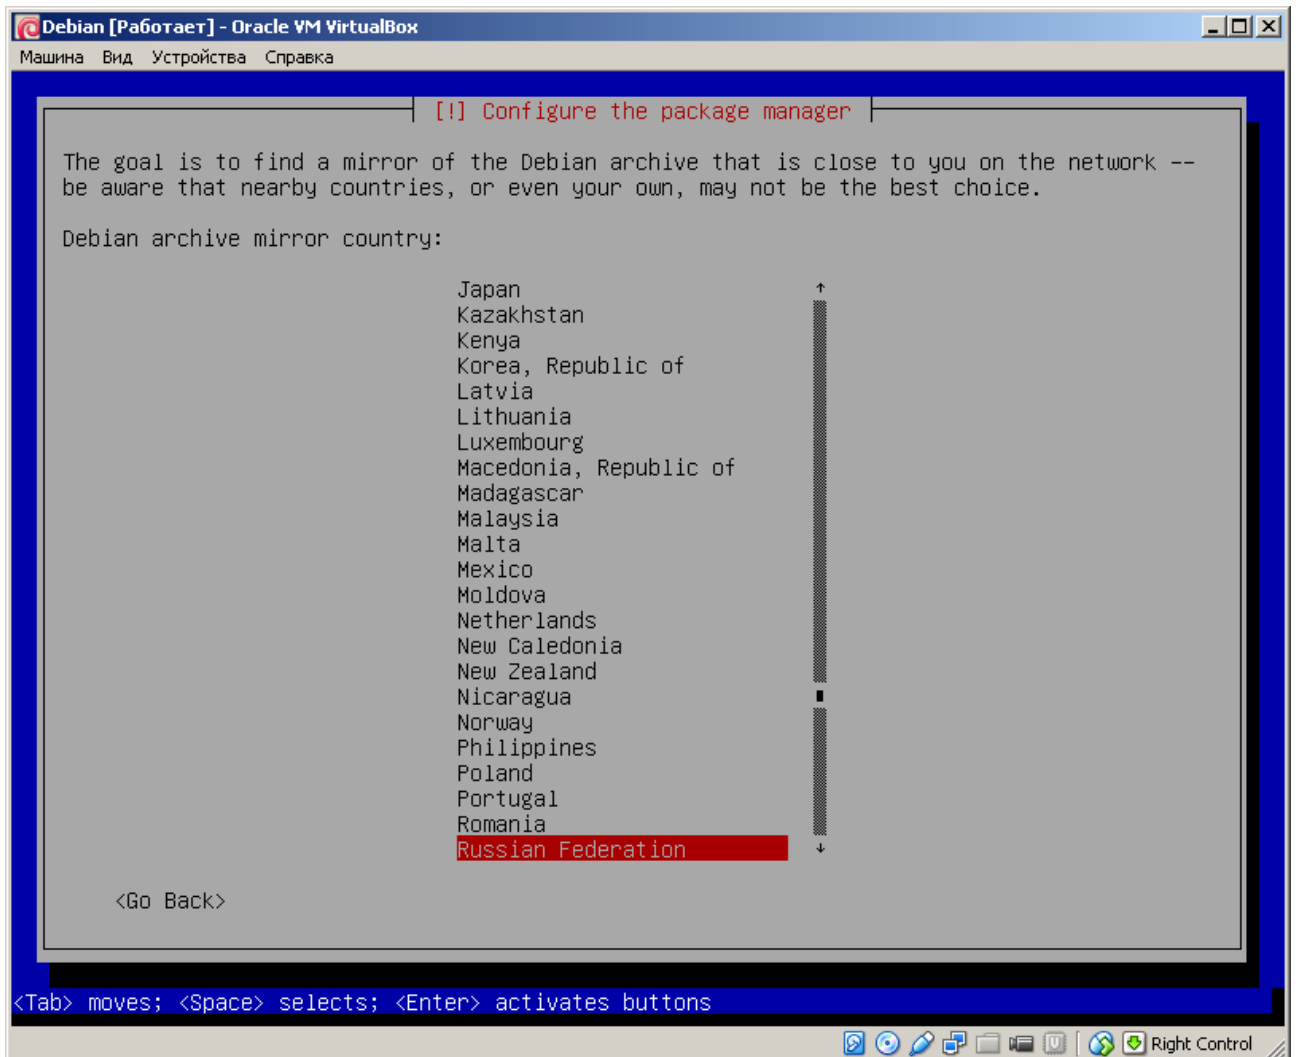 Debian [Работает] - Oracle VM VirtualBox
Машина Вид Устройства Справка
[!] Configure the package manager
The goal is to find a mirror of the Debian archive that is close to you on the network --
be aware that nearby countries, or even your own, may not be the best choice.
Debian archive mirror country:
Japan
Kazakhstan
Kenya
Korea, Republic of
Latvia
Lithuania
Luxembourg
Macedonia, Republic of
Madagascar
Malaysia
Malta
Mexico
Moldova
Netherlands
New Caledonia
New Zealand
Nicaragua
Norway
Philippines
Poland
Portugal
Romania
Russian Federation
<Go Back>
<Tab> moves; <Space> selects; <Enter> activates buttons
Right Control